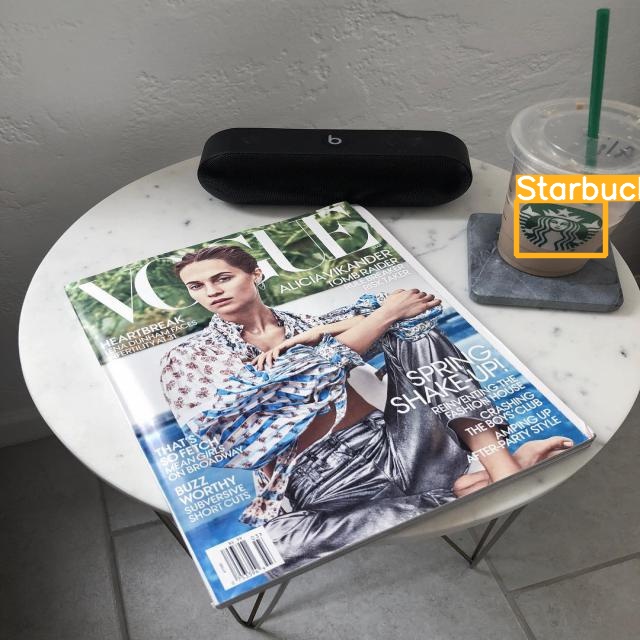 b
Starbuc
VOGUE
ALICIA VIKANDER
TOMB RAIDER
HEARTBREAK
SPRING
SHAKE-UP!
REINVENTING THE
FASHION HOUSE
CRASHING
THE BOYS' CLUB
AMPING UP
AFTER-PARTY STYLE
THAT'S
SO FETCH
MEAN GIRLS
ON BROADWAY
BUZZ
WORTHY
SUBVERSIVE
SHORT CUTS